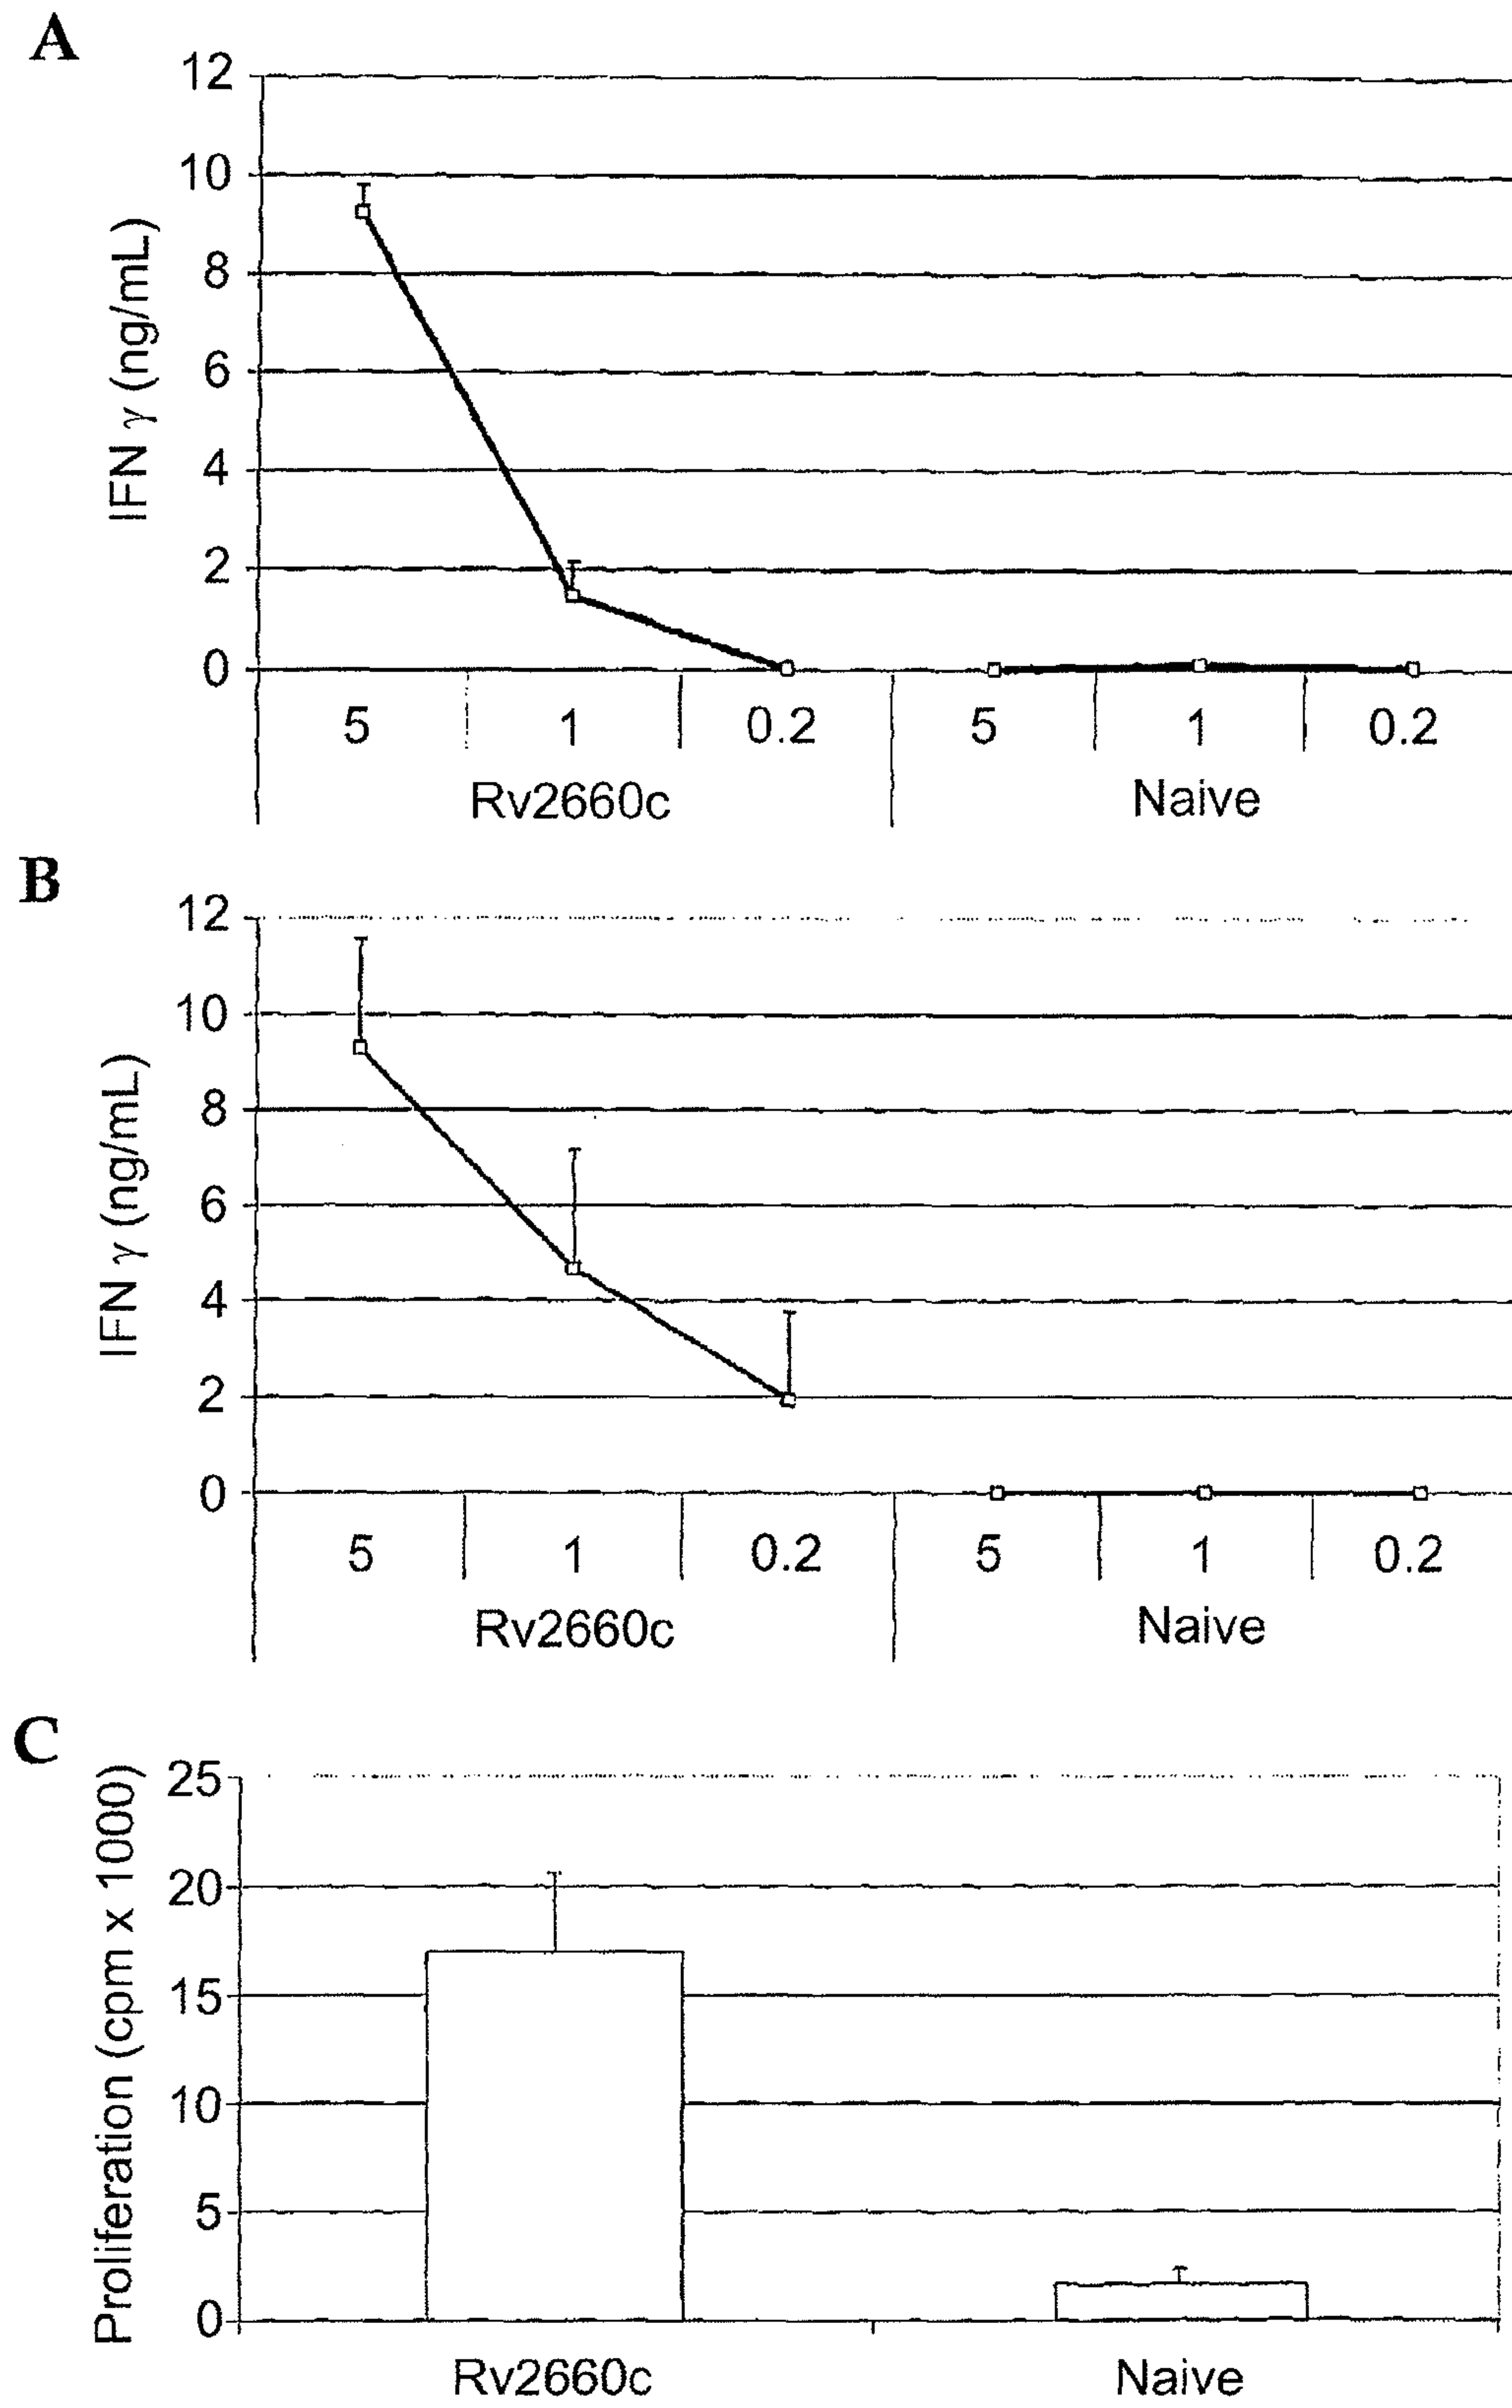 A
IFN γ (ng/mL)
12
10
8
6
4
2
0
5 1 0.2 5 1 0.2
Rv2660c Naive
B
IFN γ (ng/mL)
12
10
8
6
4
2
0
5 1 0.2 5 1 0.2
Rv2660c Naive
C
Proliferation (cpm x 1000)
25
20
15
10
5
0
Rv2660c Naive